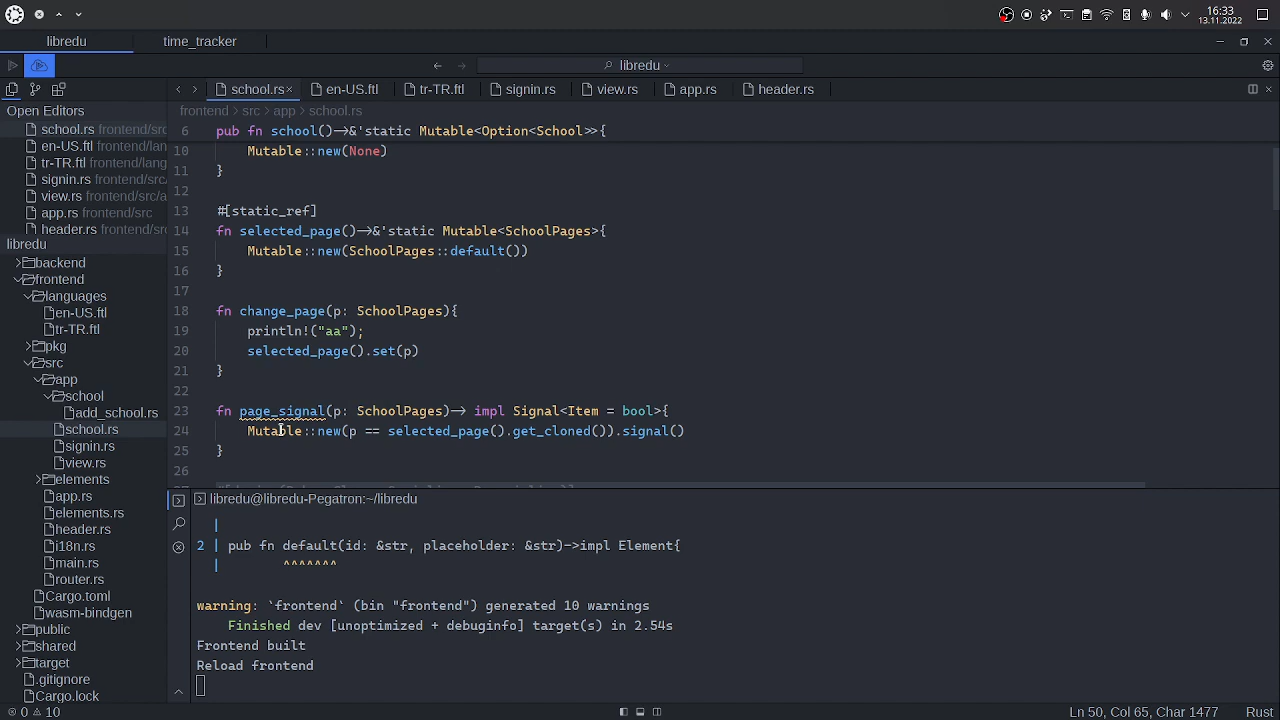 16:33
13.11.2022
libredu
time_tracker
libredu
school.rs
en-US.ftl
tr-TR.ftl
signin.rs
view.rs
app.rs
header.rs
Open Editors
school.rs frontend/src
en-US.ftl frontend/lan
tr-TR.ftl frontend/lang
signin.rs frontend/src
view.rs frontend/src/a
app.rs frontend/src
header.rs frontend/src
libredu
backend
frontend
languages
en-US.ftl
tr-TR.ftl
pkg
src
app
school
add_school.rs
school.rs
signin.rs
view.rs
elements
app.rs
elements.rs
header.rs
i18n.rs
main.rs
router.rs
Cargo.toml
wasm-bindgen
public
shared
target
.gitignore
Cargo.lock
frontend > src > app > school.rs
6 pub fn school()->&'static Mutable<Option<School>>{
10 Mutable::new(None)
11 }
12
13 #[static_ref]
14 fn selected_page()->&'static Mutable<SchoolPages>{
15 Mutable::new(SchoolPages::default())
16 }
17
18 fn change_page(p: SchoolPages){
19 println!("aa");
20 selected_page().set(p)
21 }
22
23 fn page_signal(p: SchoolPages)-> impl Signal<Item = bool>{
24 Mutable::new(p == selected_page().get_cloned()).signal()
25 }
26
libredu@libredu-Pegatron:~/libredu
|
2 | pub fn default(id: &str, placeholder: &str)->impl Element{
| ^^^^^^^
warning: `frontend` (bin "frontend") generated 10 warnings
Finished dev [unoptimized + debuginfo] target(s) in 2.54s
Frontend built
Reload frontend
0 10
Ln 50, Col 65, Char 1477
Rust